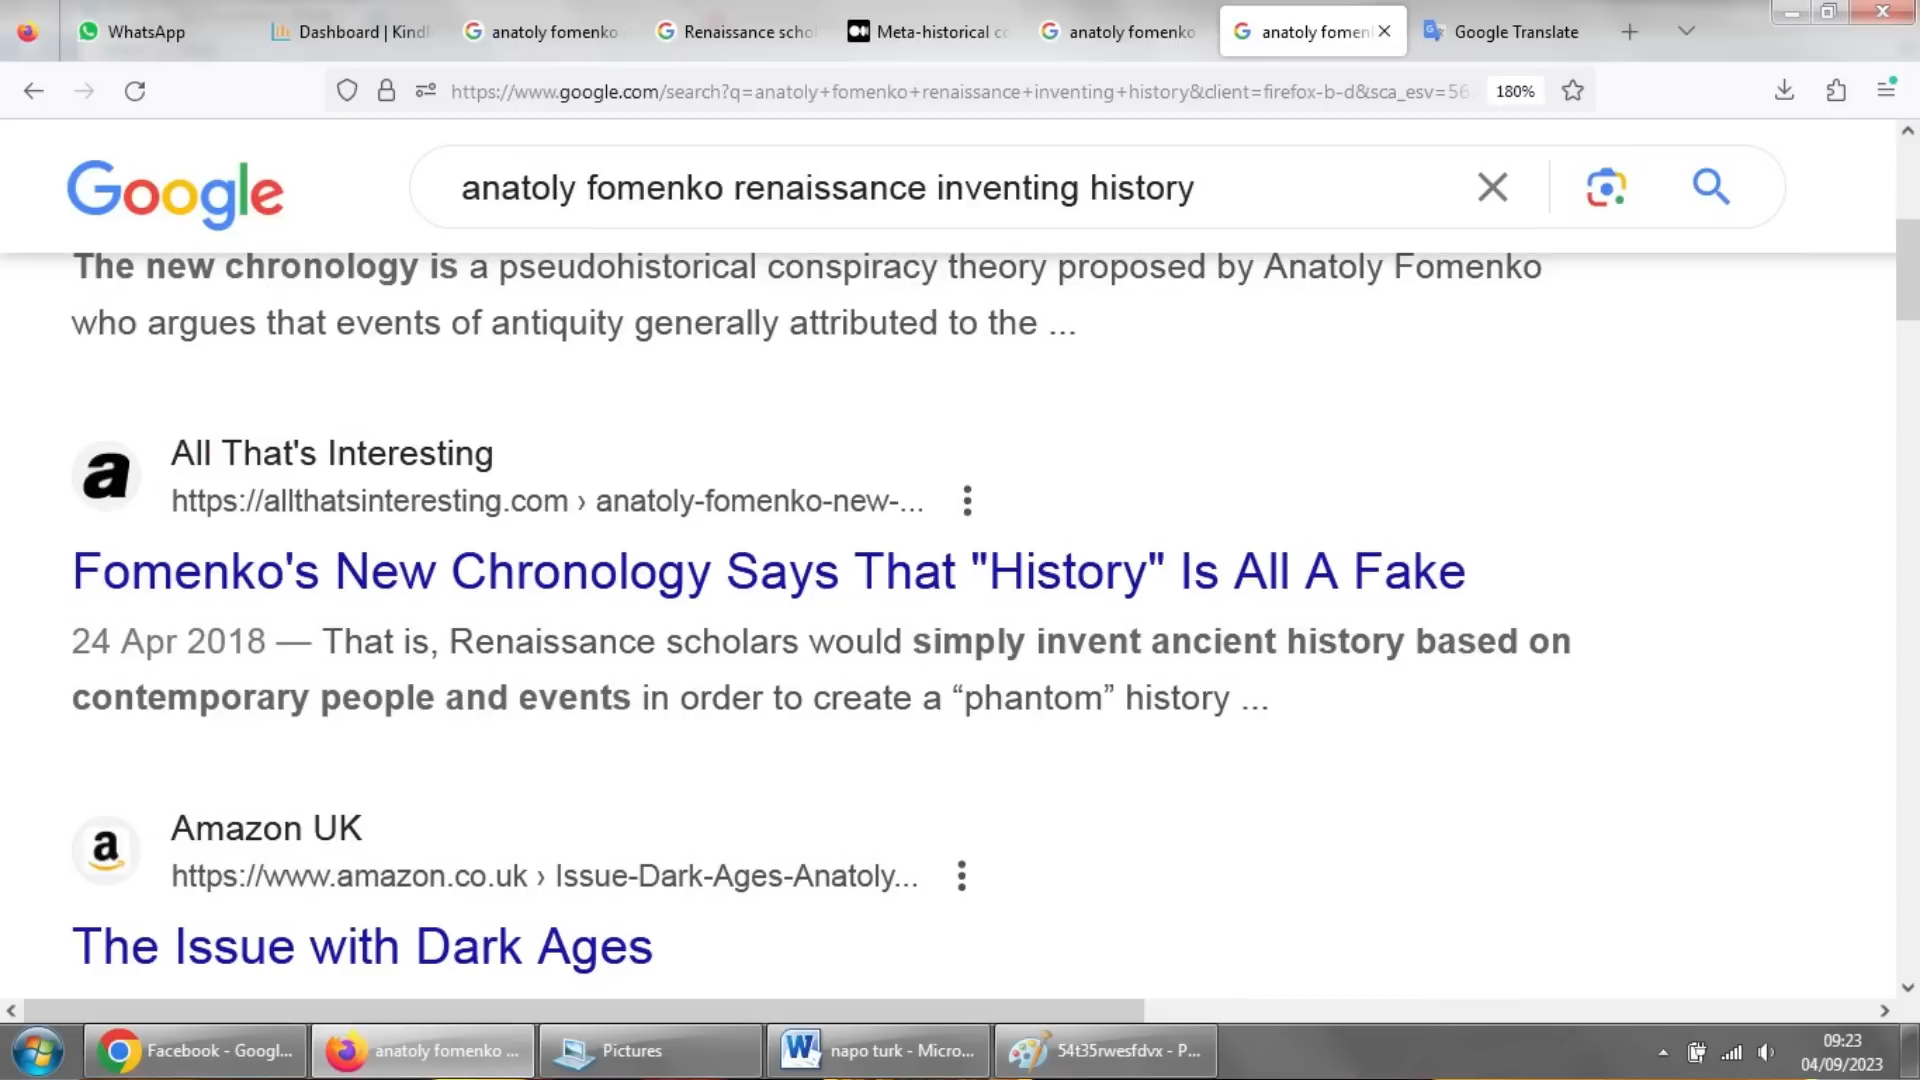 WhatsApp
Dashboard | Kindl
anatoly fomenko
Renaissance scho
Meta-historical c
anatoly fomenko
anatoly fomen
Google Translate
https://www.google.com/search?q=anatoly+fomenko+renaissance+inventing+history&client=firefox-b-d&sca_esv=56
180%
Google
anatoly fomenko renaissance inventing history
The new chronology is a pseudohistorical conspiracy theory proposed by Anatoly Fomenko
who argues that events of antiquity generally attributed to the ...
a
All That's Interesting
https://allthatsinteresting.com › anatoly-fomenko-new-...
Fomenko's New Chronology Says That "History" Is All A Fake
24 Apr 2018 — That is, Renaissance scholars would simply invent ancient history based on
contemporary people and events in order to create a “phantom” history ...
a
Amazon UK
https://www.amazon.co.uk › Issue-Dark-Ages-Anatoly...
The Issue with Dark Ages
Facebook - Googl...
anatoly fomenko ...
Pictures
W
napo turk - Micro...
54t35rwesfdvx - P...
09:23
04/09/2023